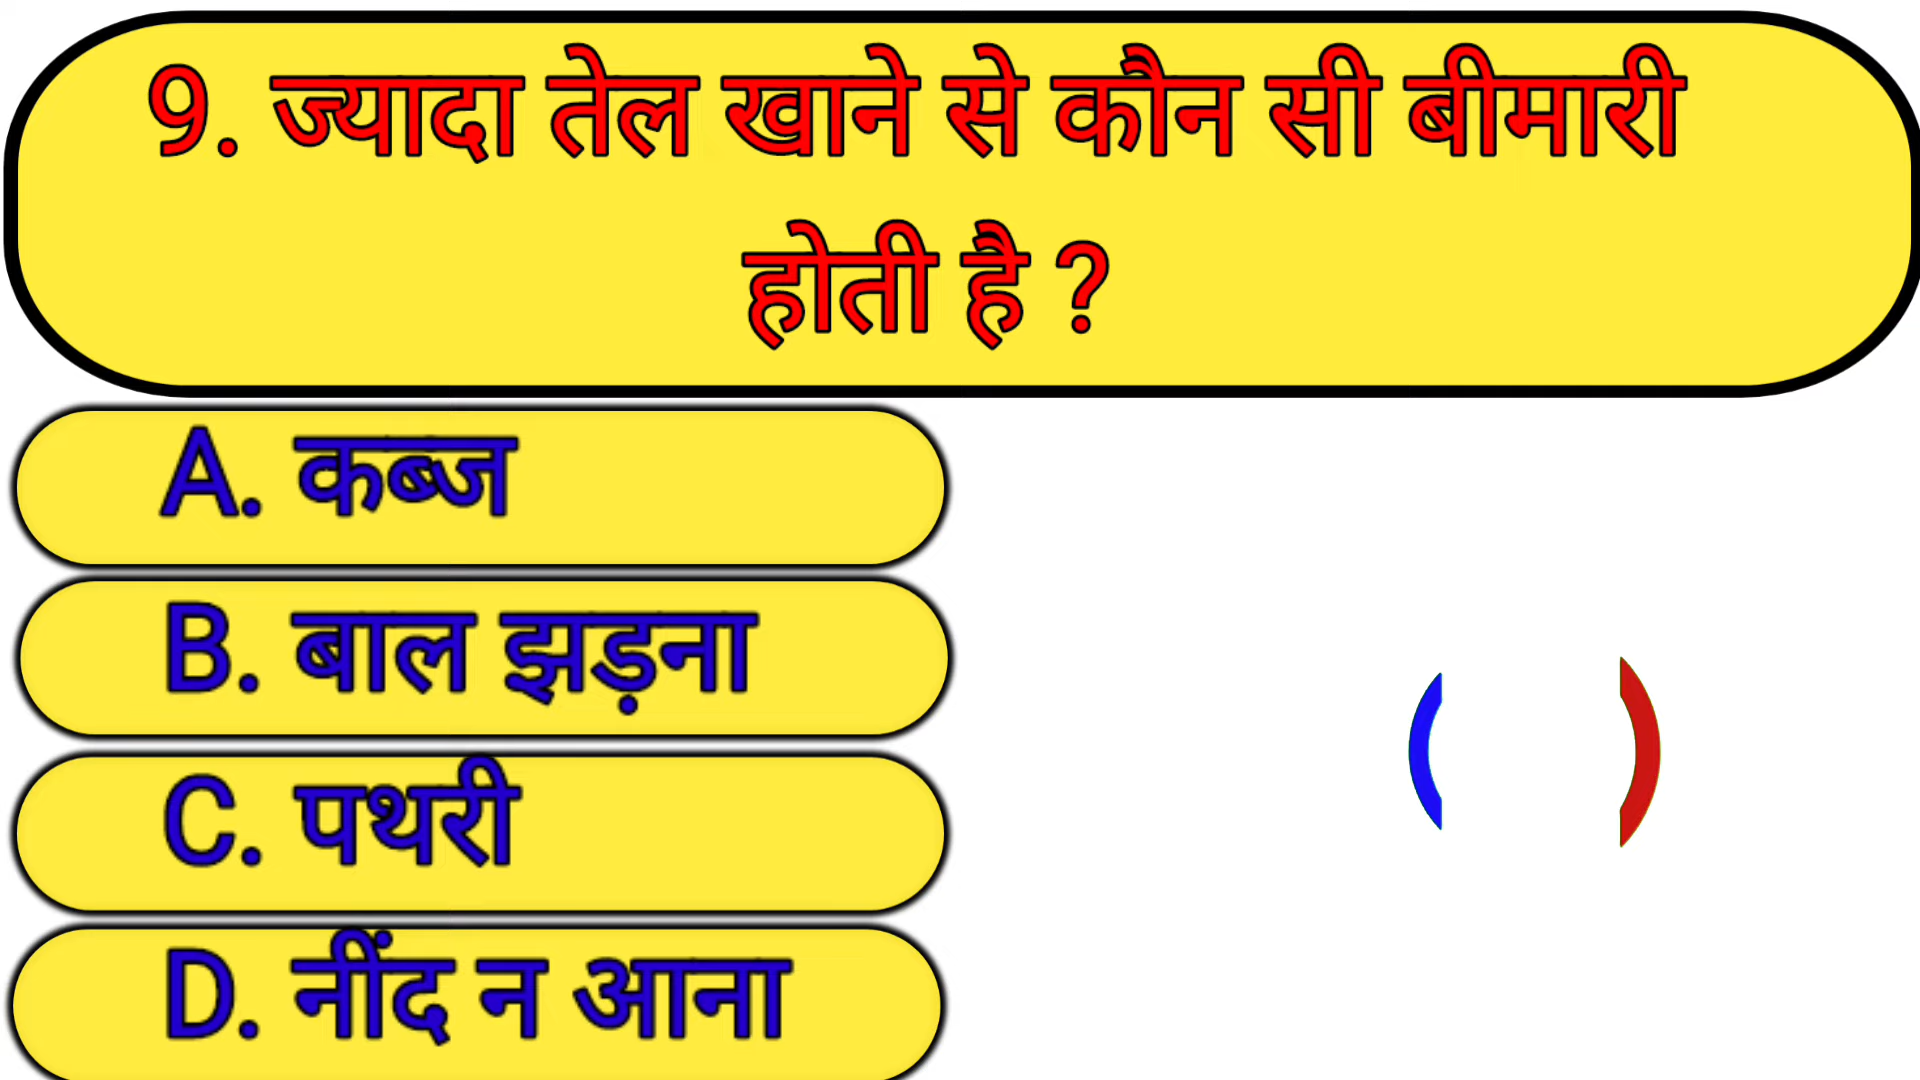 9. ज्यादा तेल खाने से कौन सी बीमारी
होती है ?
A. कब्ज
B. बाल झड़ना
C. पथरी
D. नींद न आना